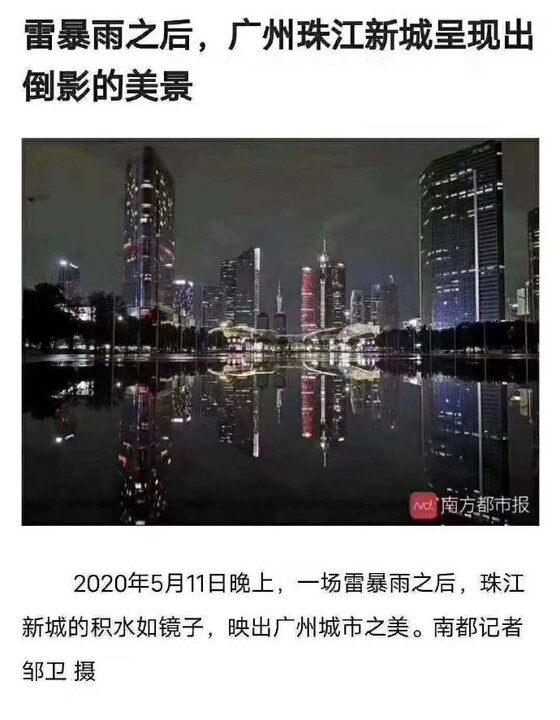 雷暴雨之后，广州珠江新城呈现出
倒影的美景
南方都市报
2020年5月11日晚上，一场雷暴雨之后，珠江
新城的积水如镜子，映出广州城市之美。南都记者
邹卫 摄